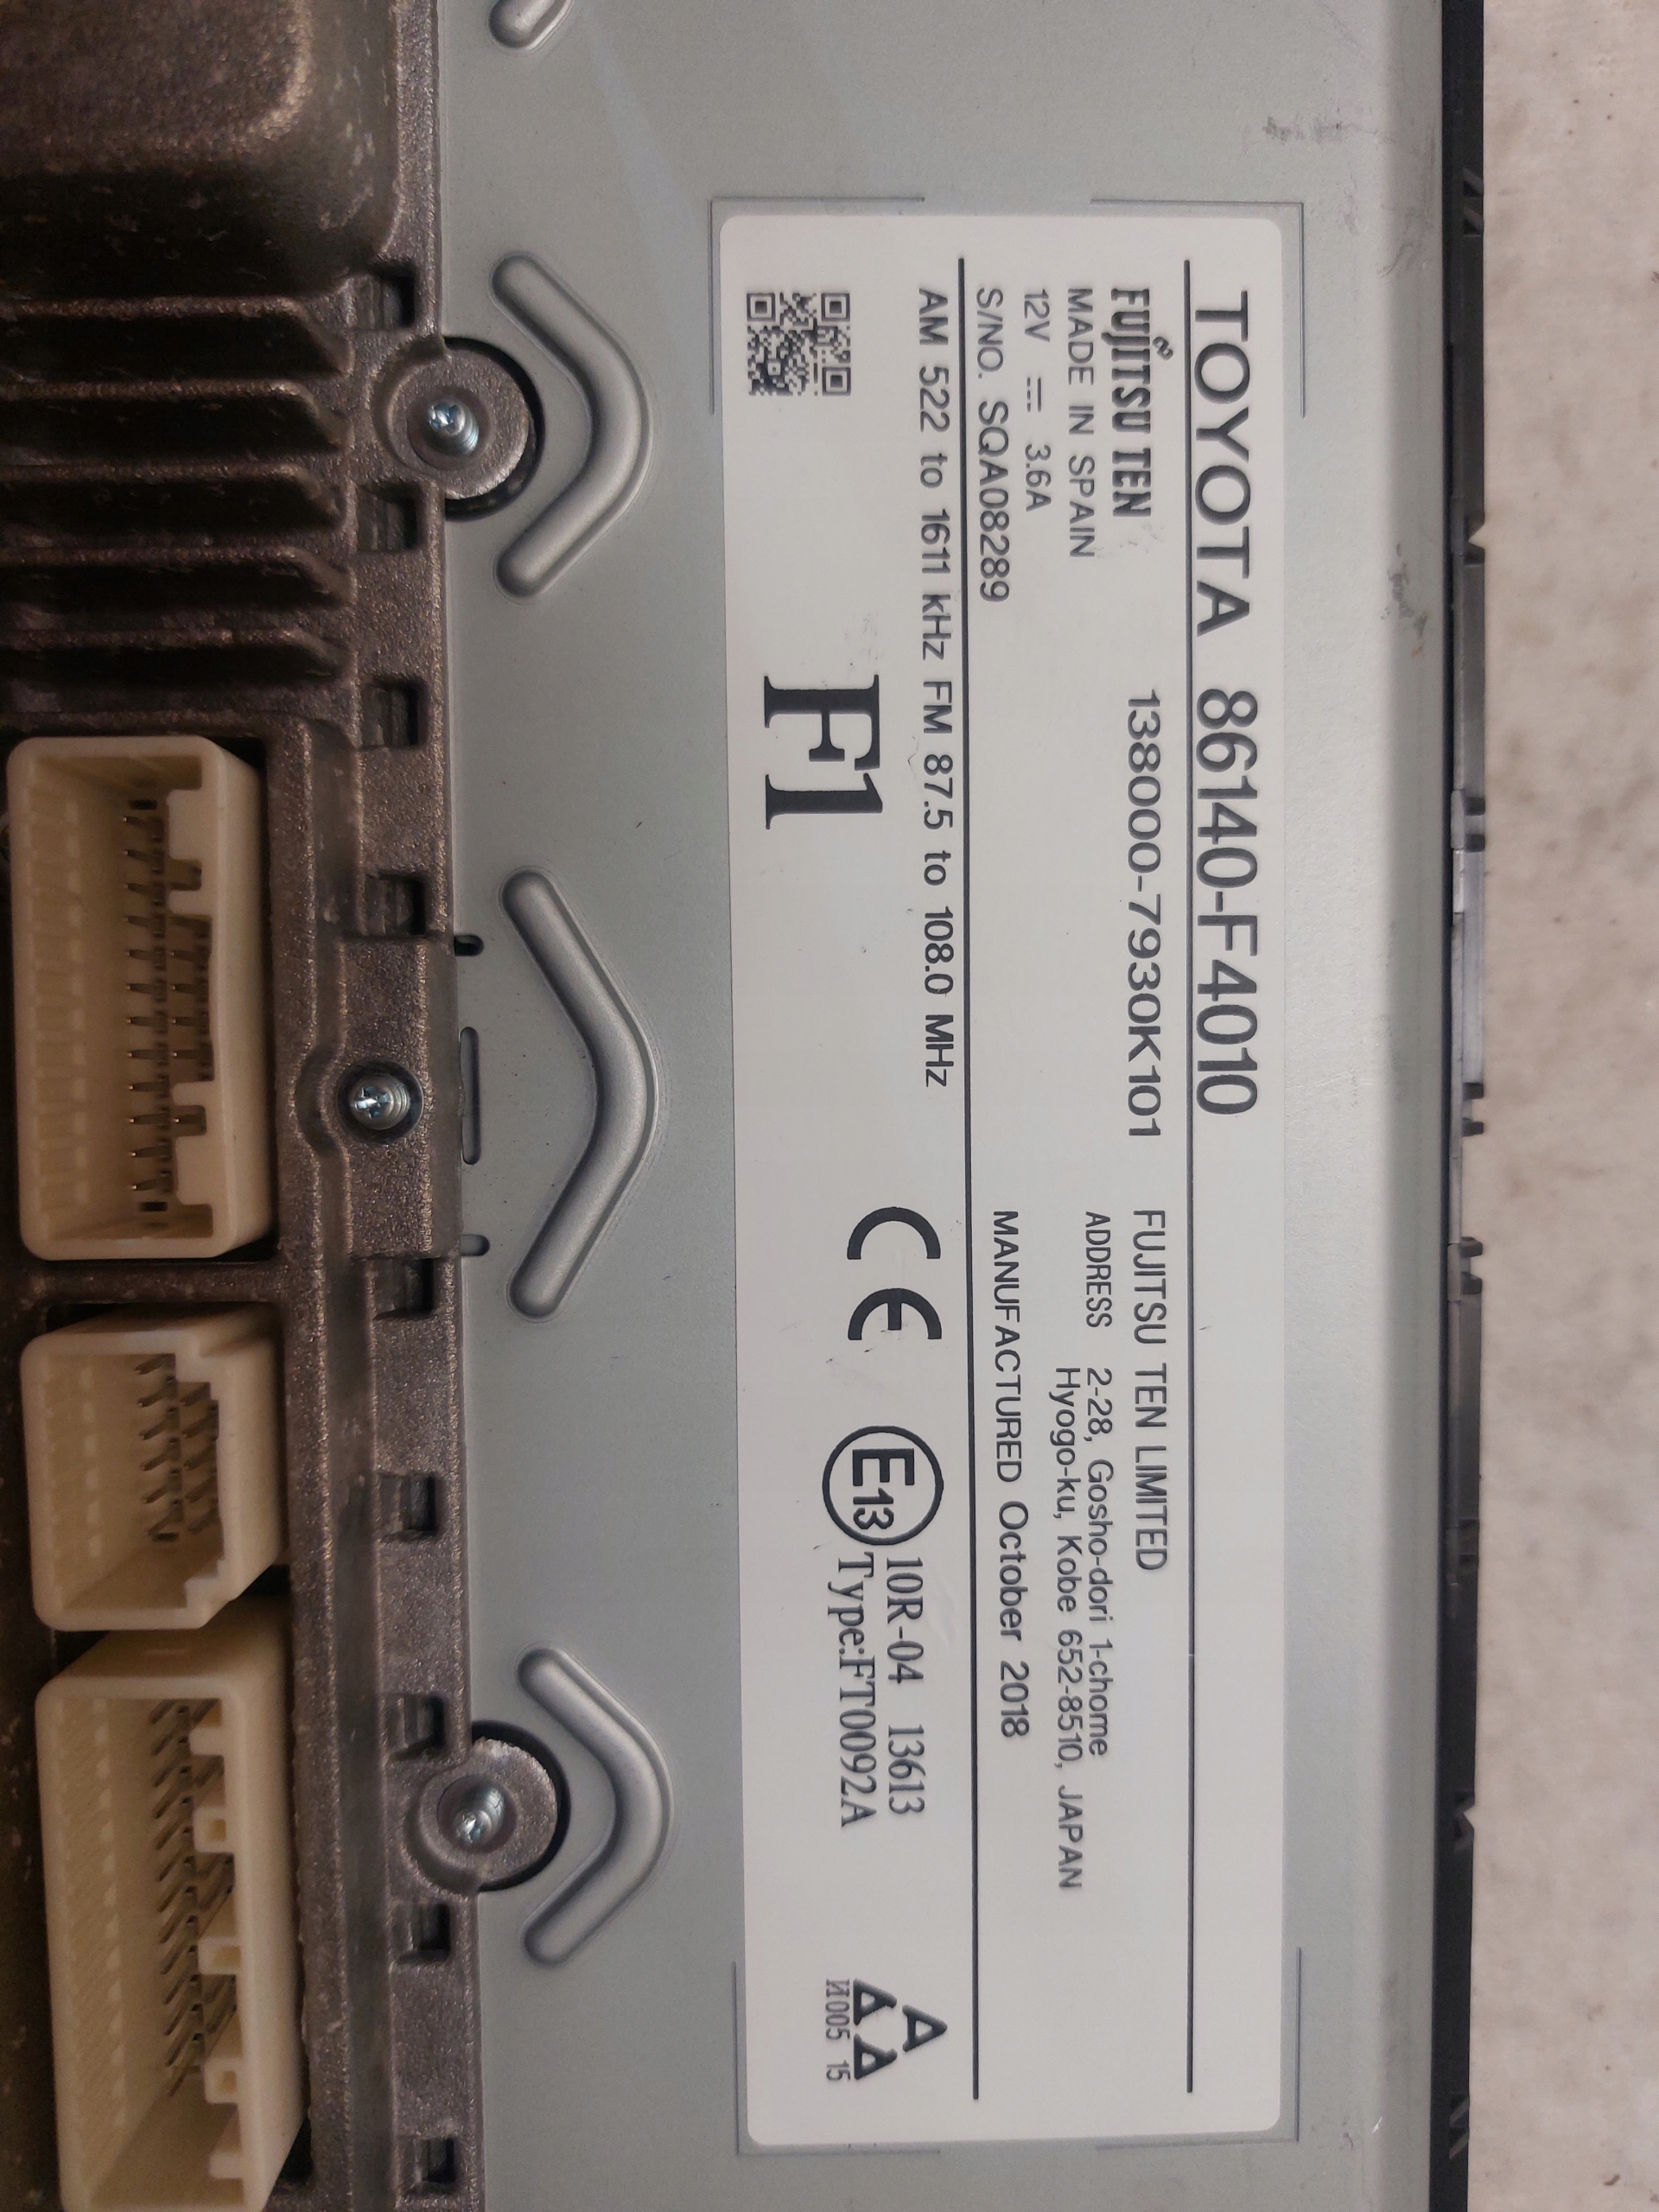 TOYOTA 86140-F4010
FUJITSU TEN 138000-7930K101
MADE IN SPAIN
12V ⎓ 3.6A
S/NO. SQA08289
FUJITSU TEN LIMITED
ADDRESS 2-28, Gosho-dori 1-chome
Hyogo-ku, Kobe 652-8510, JAPAN
MANUFACTURED October 2018
AM 522 to 1611 kHz FM 87.5 to 108.0 MHz
F1
CE
E13
10R-04 13613
Type:FT0092A
И005 15